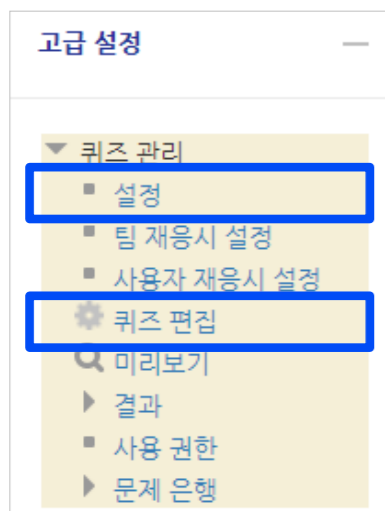 고급 설정
퀴즈 관리
설정
팀 재응시 설정
사용자 재응시 설정
퀴즈 편집
미리보기
결과
사용 권한
문제 은행